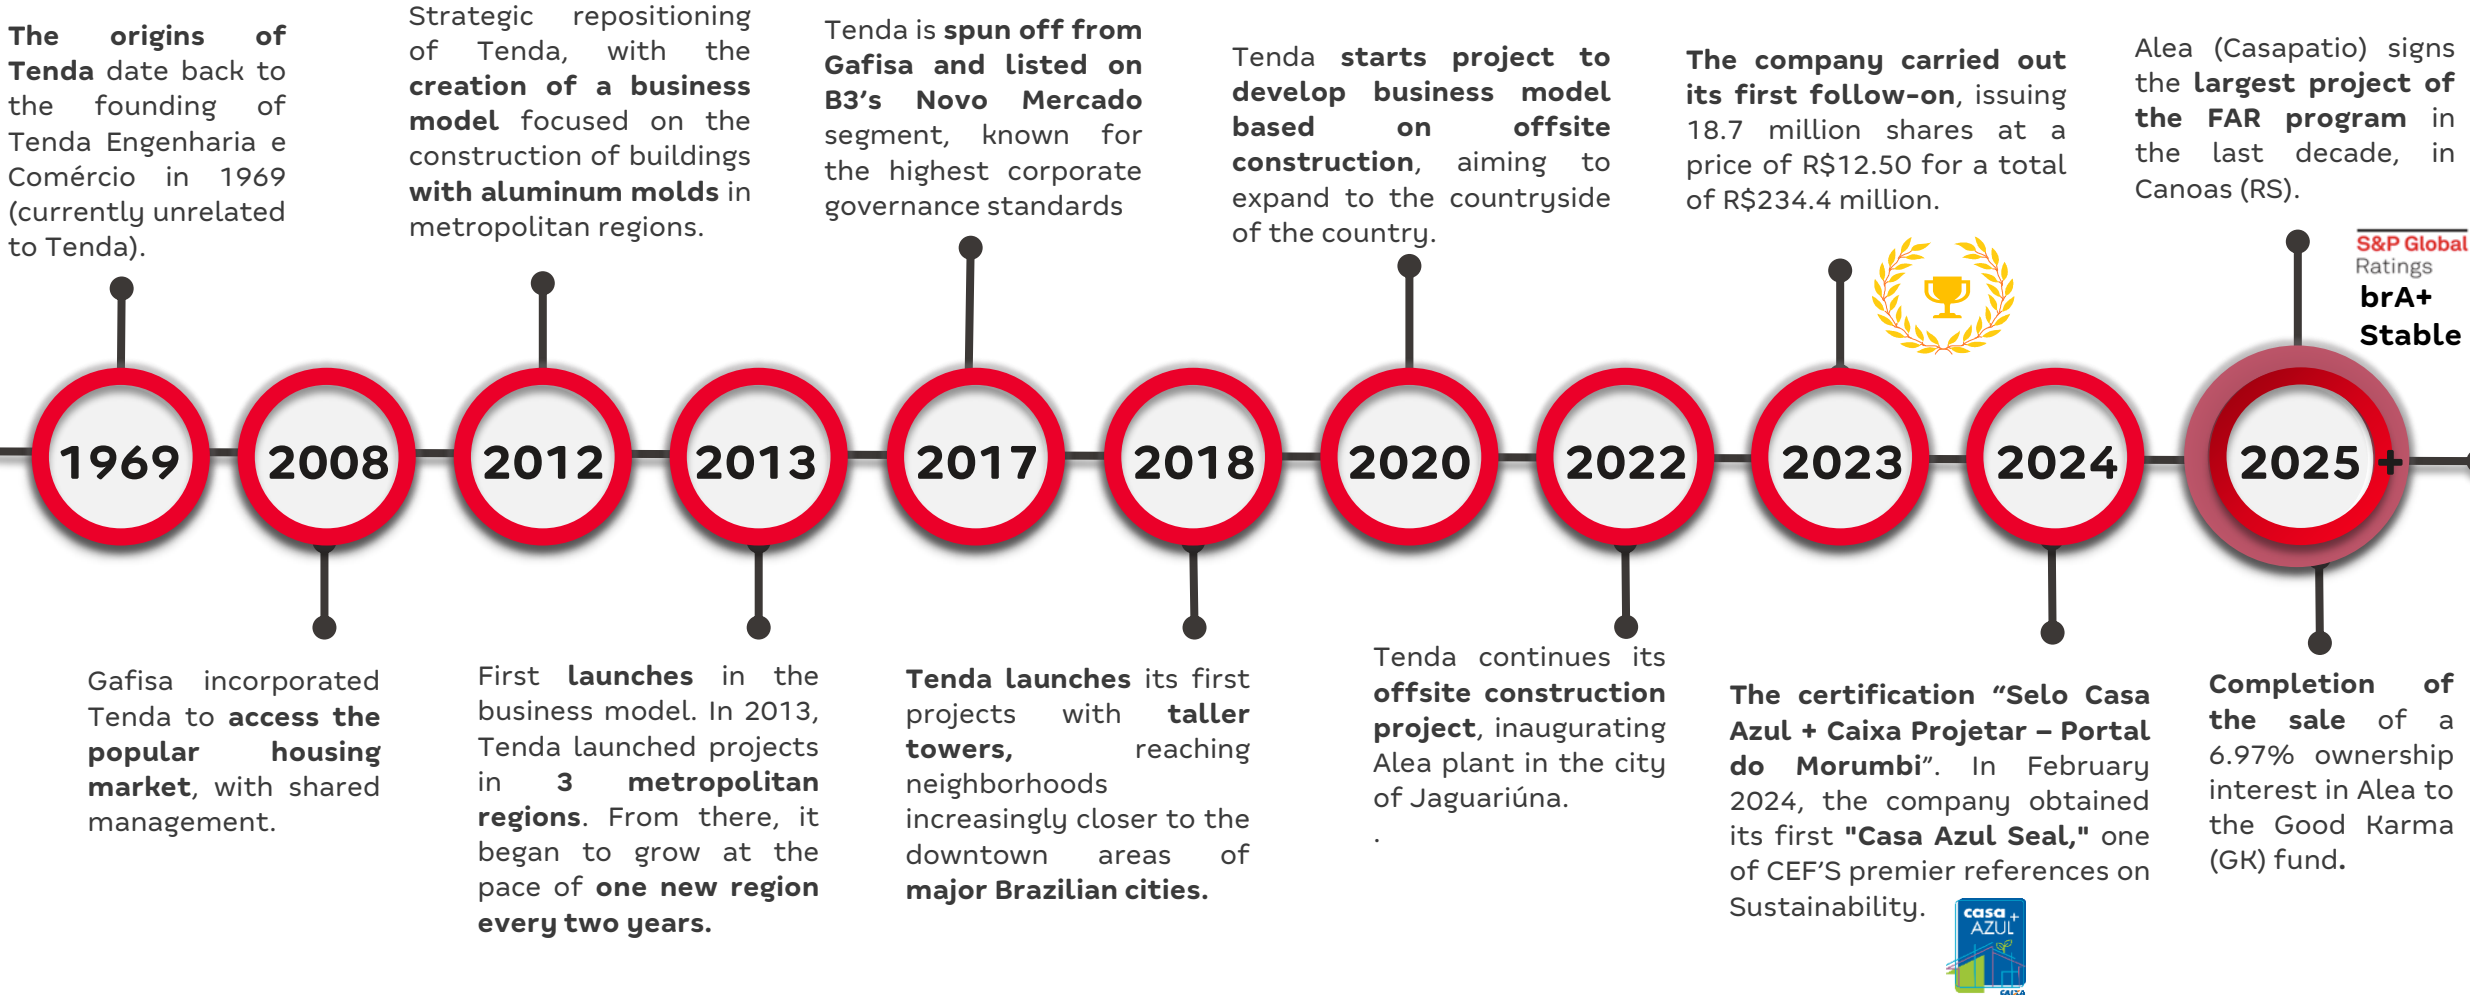 The origins of
Tenda date back to
the founding of
Tenda Engenharia e
Comércio in 1969
(currently unrelated
to Tenda).
Strategic repositioning
of Tenda, with the
creation of a business
model focused on the
construction of buildings
with aluminum molds in
metropolitan regions.
Tenda is spun off from
Gafisa and listed on
B3’s Novo Mercado
segment, known for
the highest corporate
governance standards
Tenda starts project to
develop business model
based on offsite
construction, aiming to
expand to the countryside
of the country.
The company carried out
its first follow-on, issuing
18.7 million shares at a
price of R$12.50 for a total
of R$234.4 million.
Alea (Casapatio) signs
the largest project of
the FAR program in
the last decade, in
Canoas (RS).
S&P Global
Ratings
brA+
Stable
1969
2008
2012
2013
2017
2018
2020
2022
2023
2024
2025 +
Gafisa incorporated
Tenda to access the
popular housing
market, with shared
management.
First launches in the
business model. In 2013,
Tenda launched projects
in 3 metropolitan
regions. From there, it
began to grow at the
pace of one new region
every two years.
Tenda launches its first
projects with taller
towers, reaching
neighborhoods
increasingly closer to the
downtown areas of
major Brazilian cities.
Tenda continues its
offsite construction
project, inaugurating
Alea plant in the city
of Jaguariúna.
.
The certification “Selo Casa
Azul + Caixa Projetar – Portal
do Morumbi”. In February
2024, the company obtained
its first "Casa Azul Seal," one
of CEF’S premier references on
Sustainability.
casa +
AZUL
CAIXA
Completion of
the sale of a
6.97% ownership
interest in Alea to
the Good Karma
(GK) fund.